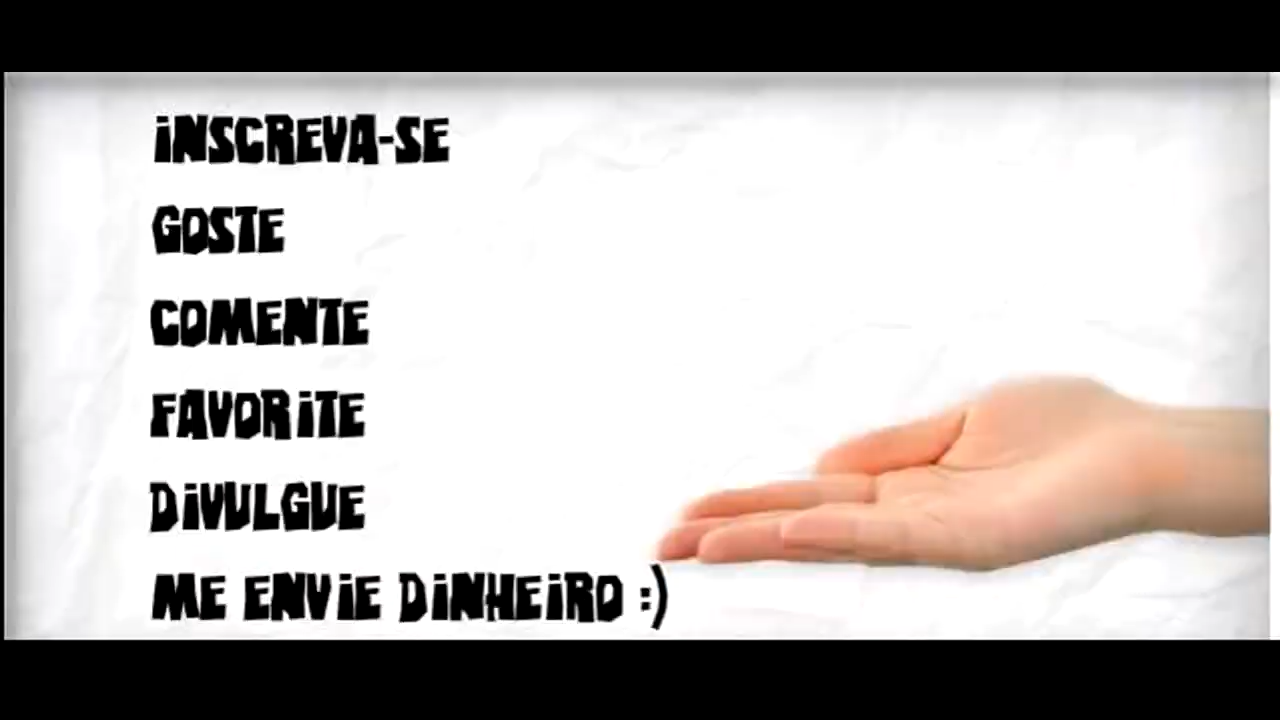 INSCREVA-SE
GOSTE
COMENTE
FAVORITE
DIVULGUE
ME ENVIE DINHEIRO :)